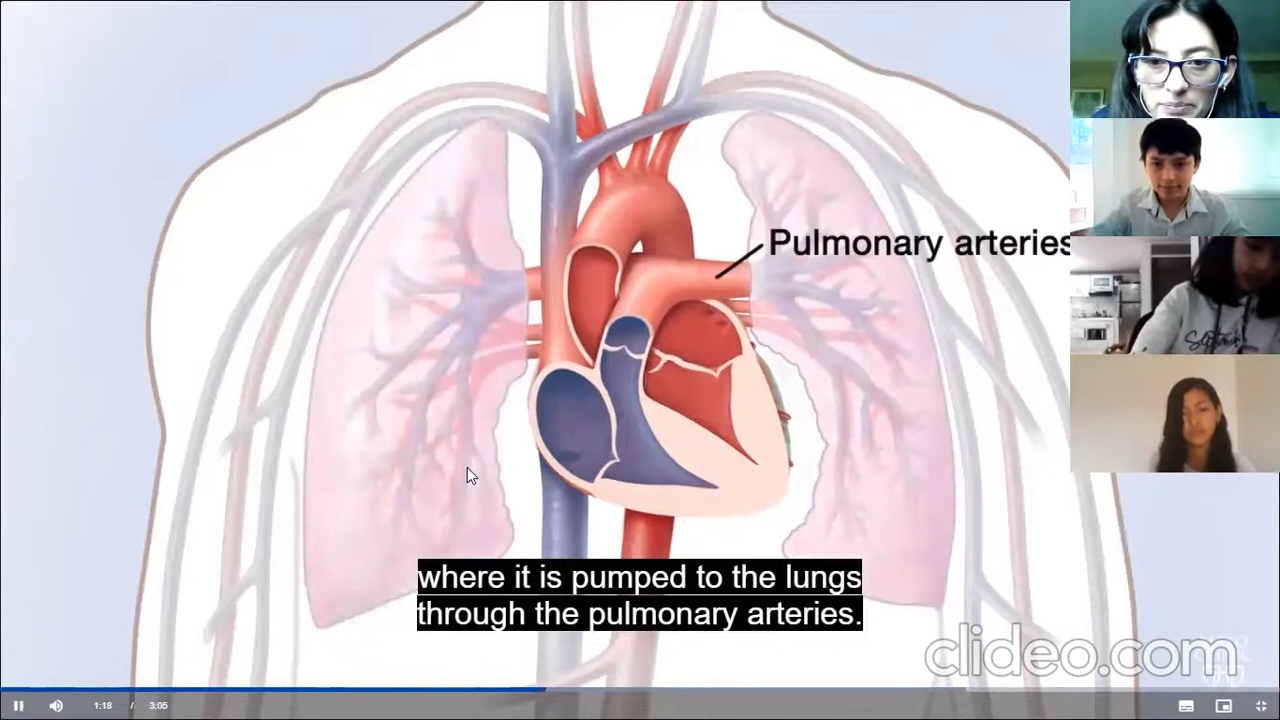 Pulmonary arteries
where it is pumped to the lungs
through the pulmonary arteries.
clideo.com
1:18 / 3:05